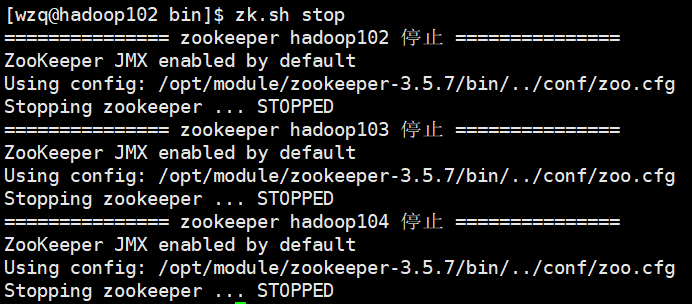 [wzq@hadoop102 bin]$ zk.sh stop
=============== zookeeper hadoop102 停止 ===============
ZooKeeper JMX enabled by default
Using config: /opt/module/zookeeper-3.5.7/bin/../conf/zoo.cfg
Stopping zookeeper ... STOPPED
=============== zookeeper hadoop103 停止 ===============
ZooKeeper JMX enabled by default
Using config: /opt/module/zookeeper-3.5.7/bin/../conf/zoo.cfg
Stopping zookeeper ... STOPPED
=============== zookeeper hadoop104 停止 ===============
ZooKeeper JMX enabled by default
Using config: /opt/module/zookeeper-3.5.7/bin/../conf/zoo.cfg
Stopping zookeeper ... STOPPED